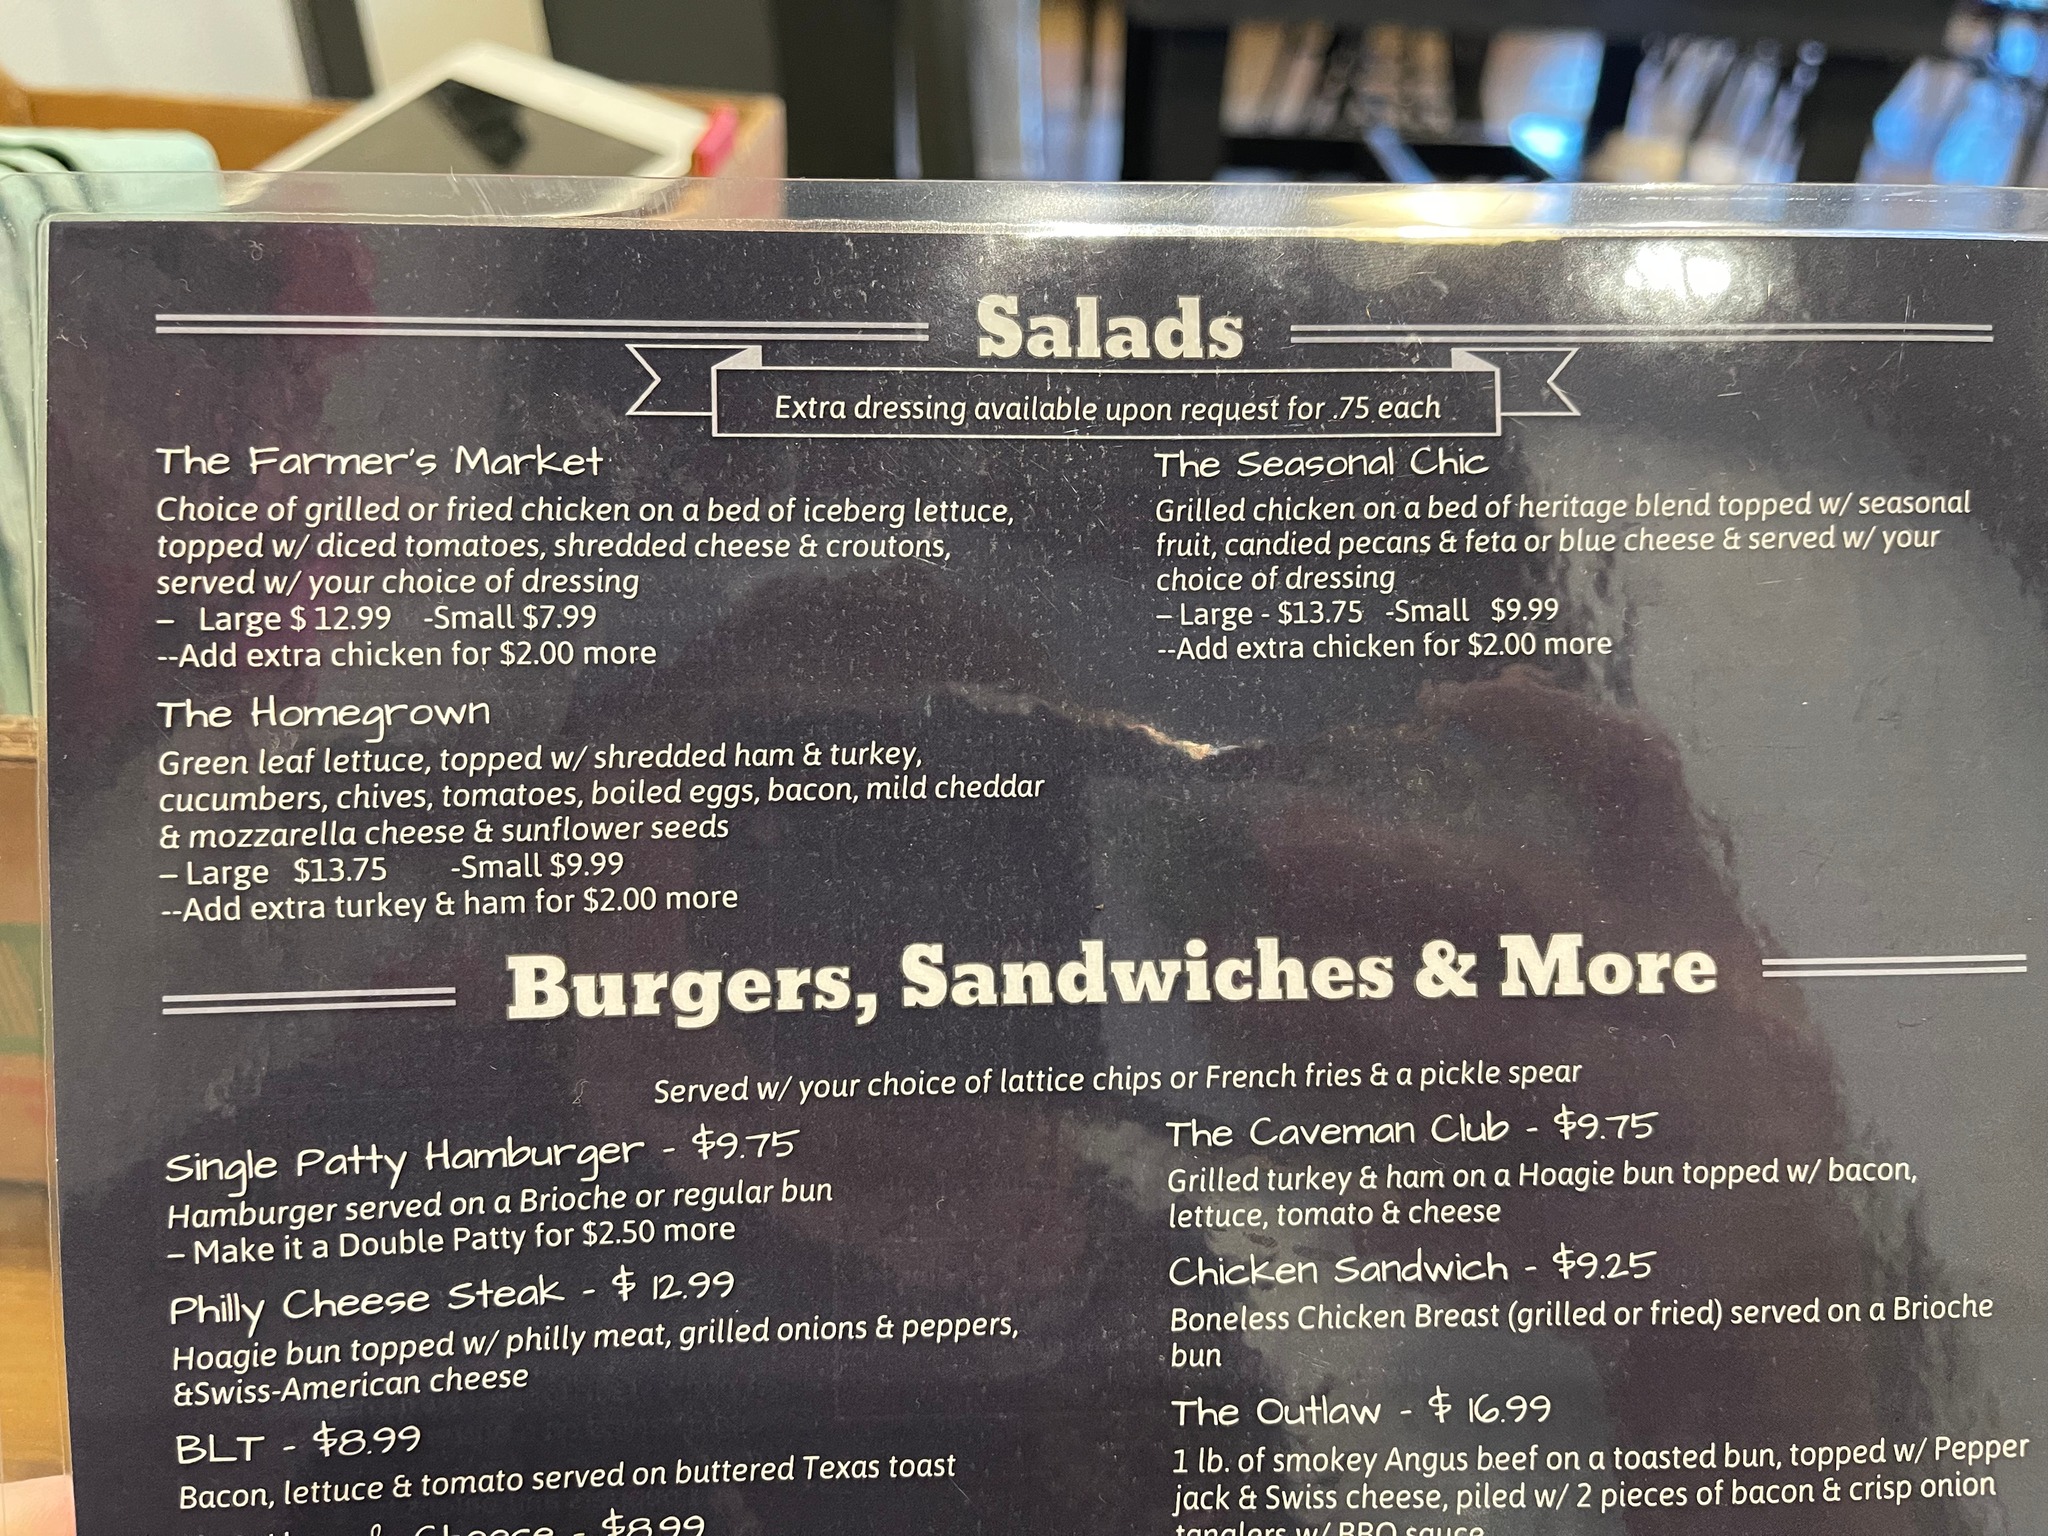 Salads
Extra dressing available upon request for .75 each
The Farmer's Market
Choice of grilled or fried chicken on a bed of iceberg lettuce,
topped w/ diced tomatoes, shredded cheese & croutons,
served w/ your choice of dressing
– Large $ 12.99 -Small $7.99
--Add extra chicken for $2.00 more
The Homegrown
Green leaf lettuce, topped w/ shredded ham & turkey,
cucumbers, chives, tomatoes, boiled eggs, bacon, mild cheddar
& mozzarella cheese & sunflower seeds
– Large $13.75 -Small $9.99
--Add extra turkey & ham for $2.00 more
The Seasonal Chic
Grilled chicken on a bed of heritage blend topped w/ seasonal
fruit, candied pecans & feta or blue cheese & served w/ your
choice of dressing
– Large - $13.75 -Small $9.99
--Add extra chicken for $2.00 more
Burgers, Sandwiches & More
Served w/ your choice of lattice chips or French fries & a pickle spear
Single Patty Hamburger - $9.75
Hamburger served on a Brioche or regular bun
– Make it a Double Patty for $2.50 more
Philly Cheese Steak - $ 12.99
Hoagie bun topped w/ philly meat, grilled onions & peppers,
&Swiss-American cheese
BLT - $8.99
Bacon, lettuce & tomato served on buttered Texas toast
& Cheese - $8.99
The Caveman Club - $9.75
Grilled turkey & ham on a Hoagie bun topped w/ bacon,
lettuce, tomato & cheese
Chicken Sandwich - $9.25
Boneless Chicken Breast (grilled or fried) served on a Brioche
bun
The Outlaw - $ 16.99
1 lb. of smokey Angus beef on a toasted bun, topped w/ Pepper
jack & Swiss cheese, piled w/ 2 pieces of bacon & crisp onion
tanglers w/ BBQ sauce